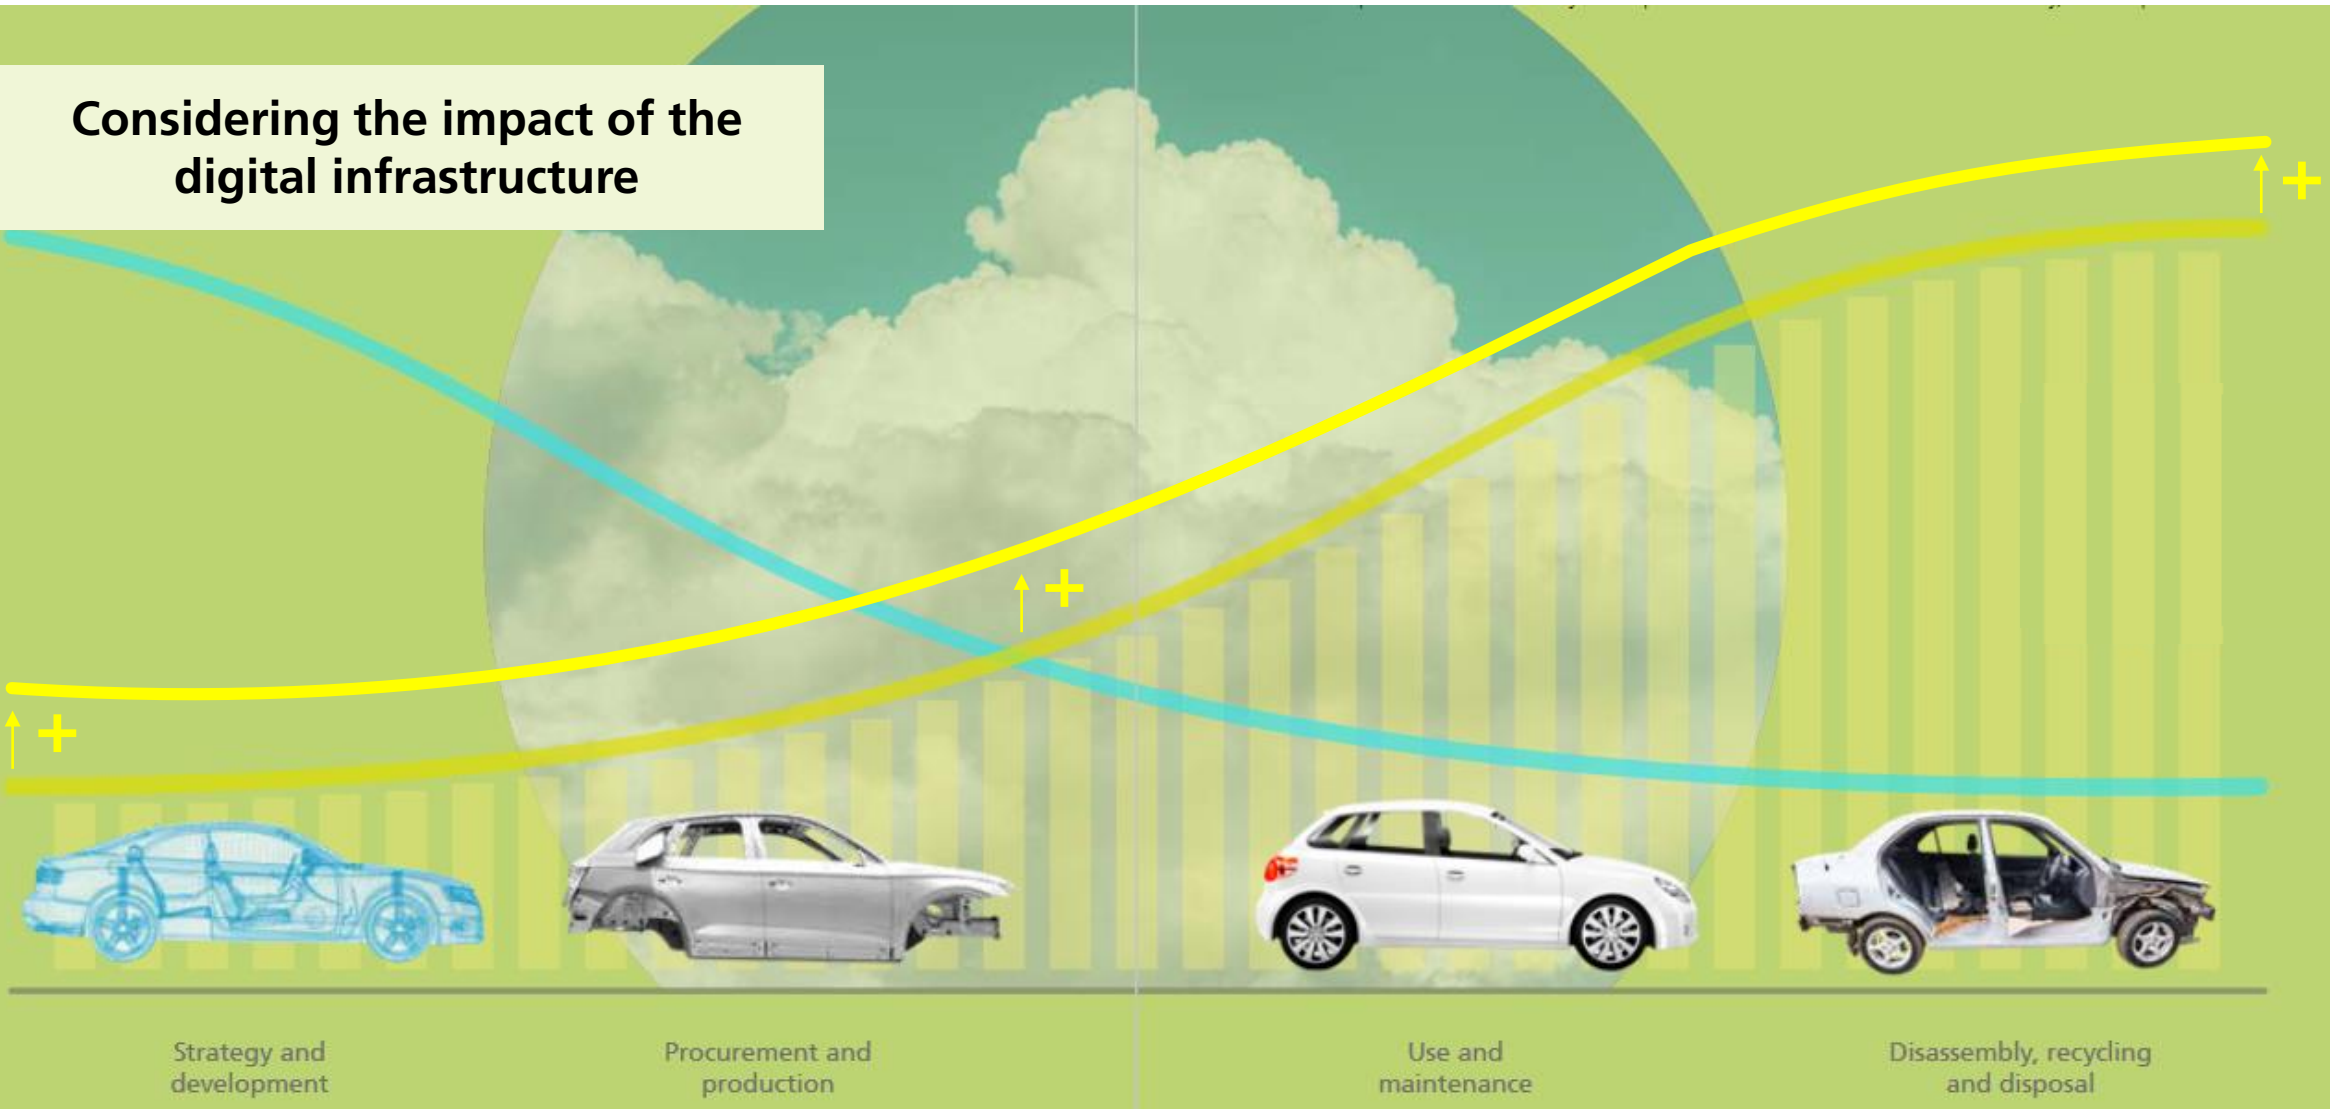 Considering the impact of the
digital infrastructure
+
+
+
Strategy and
development
Procurement and
production
Use and
maintenance
Disassembly, recycling
and disposal